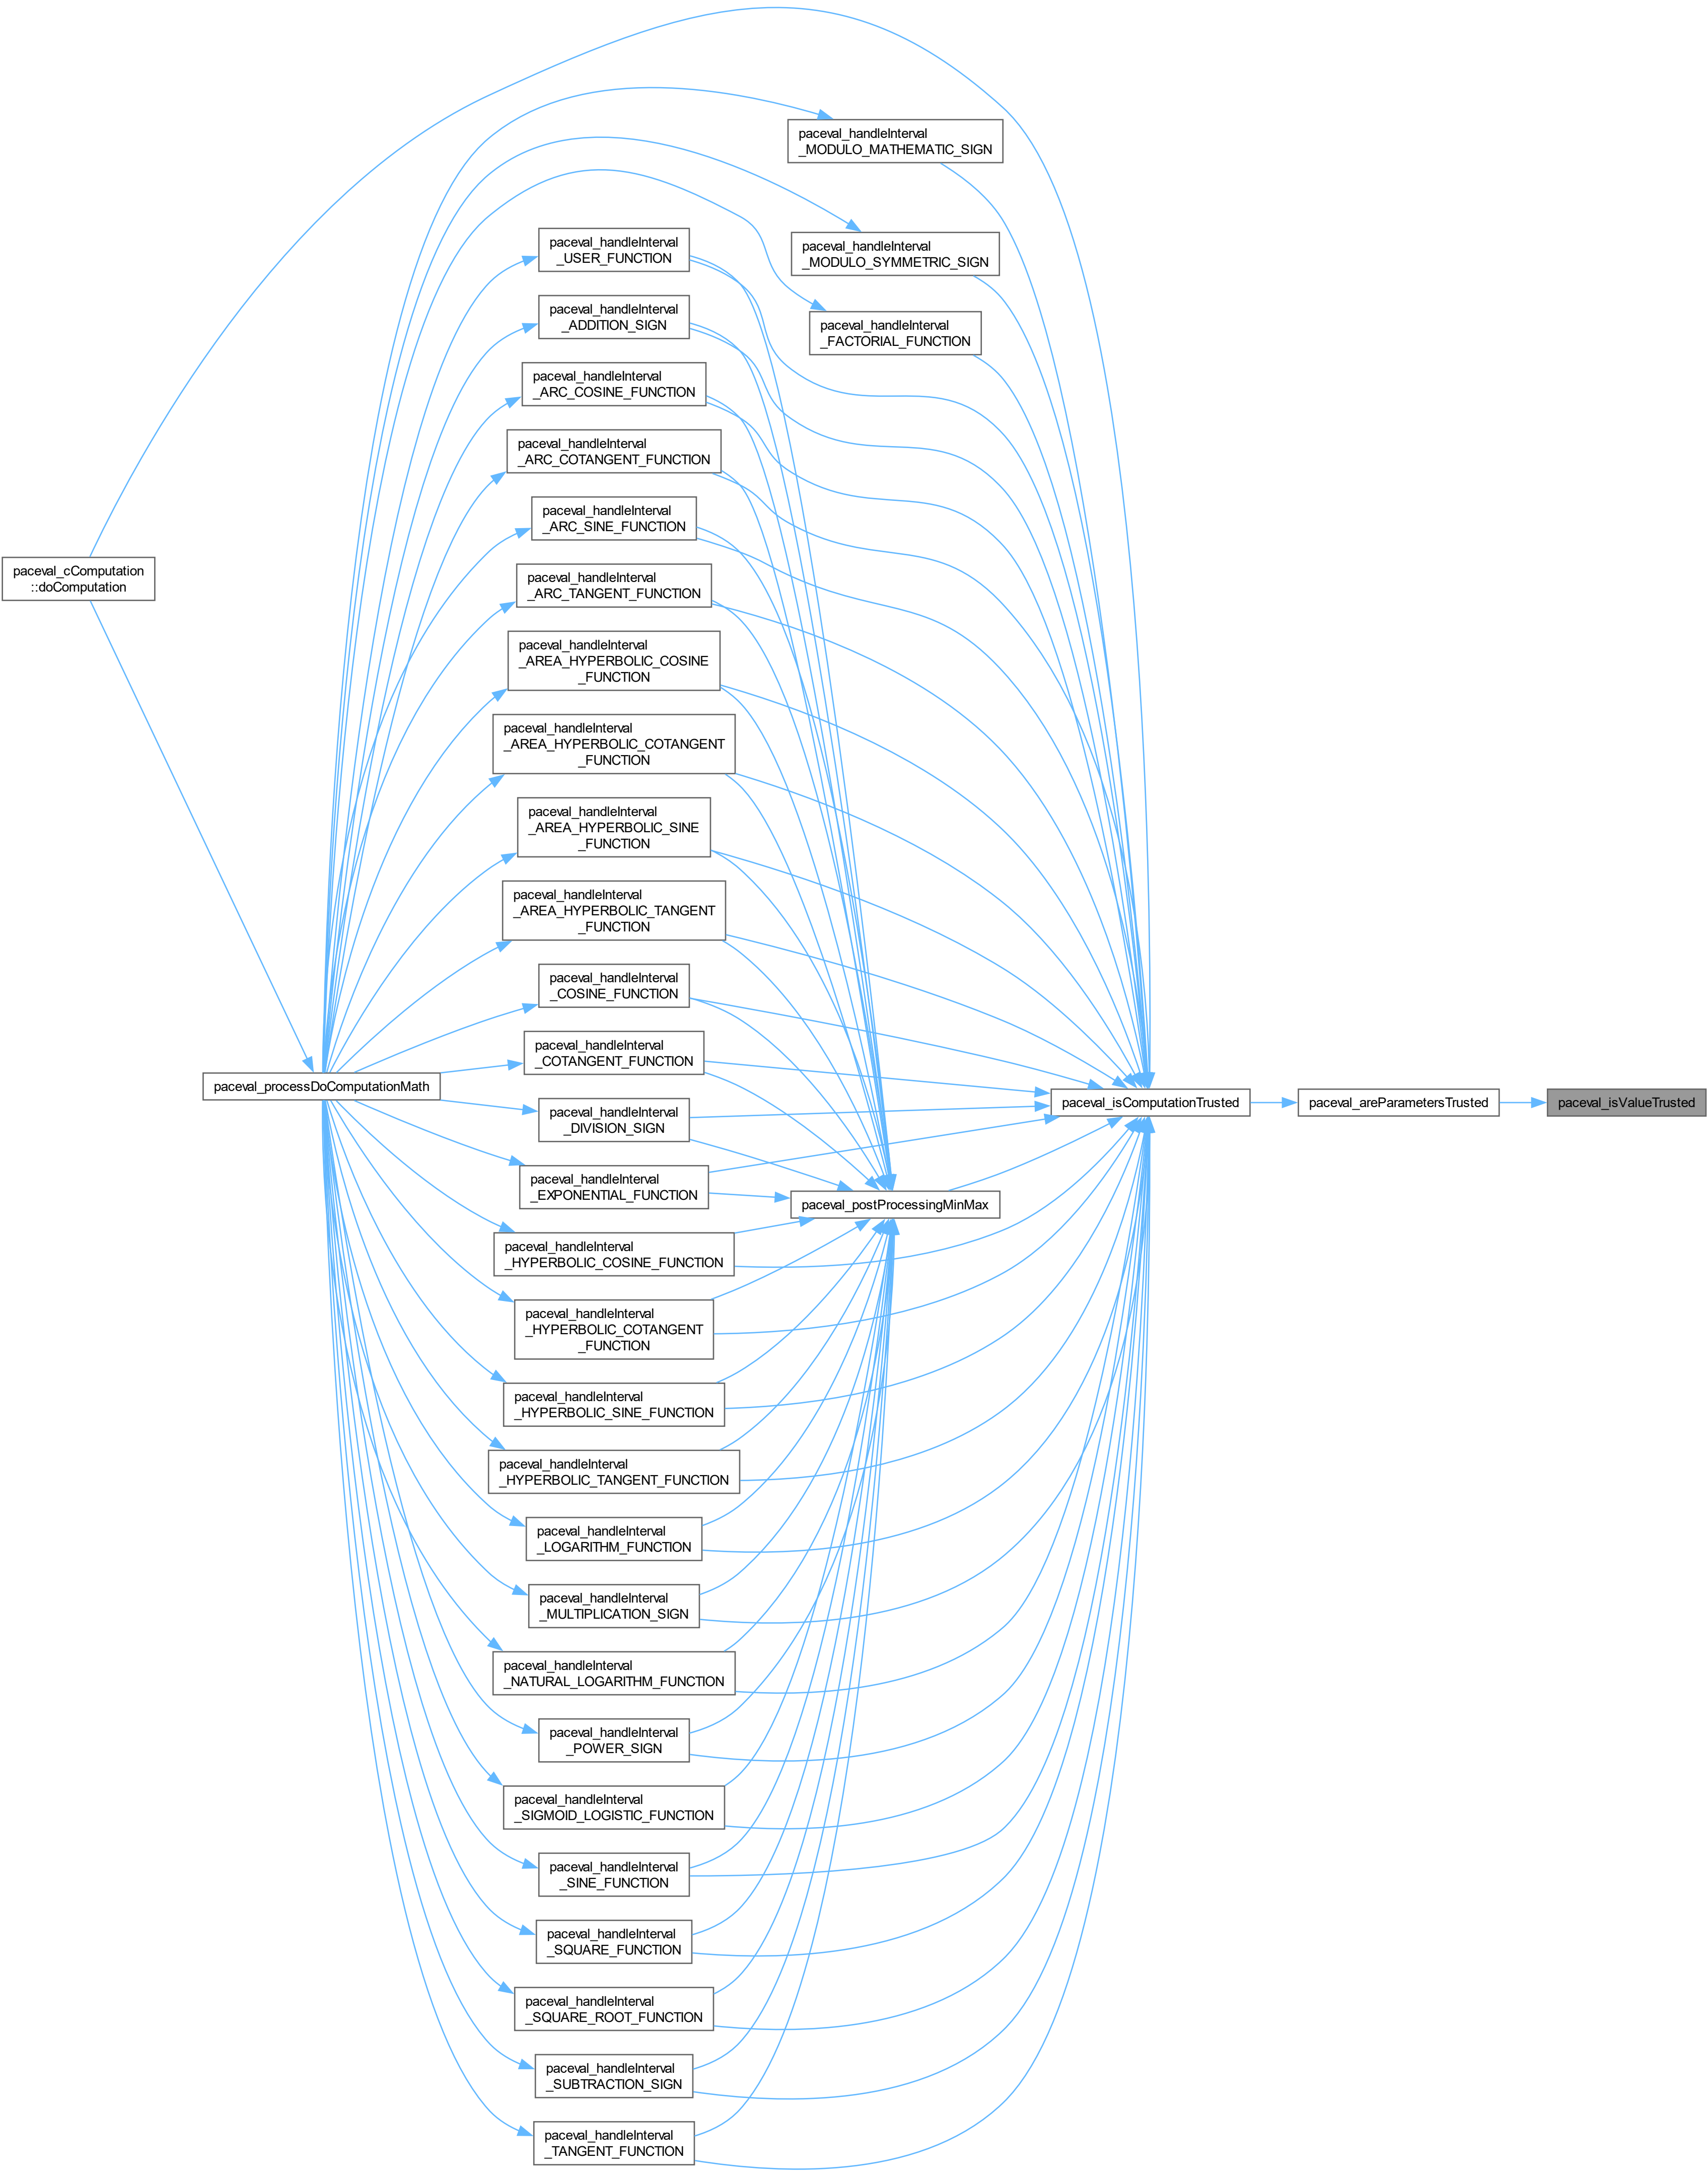 paceval_handleInterval
_MODULO_MATHEMATIC_SIGN
paceval_handleInterval
_USER_FUNCTION
paceval_handleInterval
_MODULO_SYMMETRIC_SIGN
paceval_handleInterval
_ADDITION_SIGN
paceval_handleInterval
_FACTORIAL_FUNCTION
paceval_handleInterval
_ARC_COSINE_FUNCTION
paceval_handleInterval
_ARC_COTANGENT_FUNCTION
paceval_handleInterval
_ARC_SINE_FUNCTION
paceval_cComputation
::doComputation
paceval_handleInterval
_ARC_TANGENT_FUNCTION
paceval_handleInterval
_AREA_HYPERBOLIC_COSINE
_FUNCTION
paceval_handleInterval
_AREA_HYPERBOLIC_COTANGENT
_FUNCTION
paceval_handleInterval
_AREA_HYPERBOLIC_SINE
_FUNCTION
paceval_handleInterval
_AREA_HYPERBOLIC_TANGENT
_FUNCTION
paceval_handleInterval
_COSINE_FUNCTION
paceval_handleInterval
_COTANGENT_FUNCTION
paceval_processDoComputationMath
paceval_isComputationTrusted
paceval_areParametersTrusted
paceval_isValueTrusted
paceval_handleInterval
_DIVISION_SIGN
paceval_handleInterval
_EXPONENTIAL_FUNCTION
paceval_postProcessingMinMax
paceval_handleInterval
_HYPERBOLIC_COSINE_FUNCTION
paceval_handleInterval
_HYPERBOLIC_COTANGENT
_FUNCTION
paceval_handleInterval
_HYPERBOLIC_SINE_FUNCTION
paceval_handleInterval
_HYPERBOLIC_TANGENT_FUNCTION
paceval_handleInterval
_LOGARITHM_FUNCTION
paceval_handleInterval
_MULTIPLICATION_SIGN
paceval_handleInterval
_NATURAL_LOGARITHM_FUNCTION
paceval_handleInterval
_POWER_SIGN
paceval_handleInterval
_SIGMOID_LOGISTIC_FUNCTION
paceval_handleInterval
_SINE_FUNCTION
paceval_handleInterval
_SQUARE_FUNCTION
paceval_handleInterval
_SQUARE_ROOT_FUNCTION
paceval_handleInterval
_SUBTRACTION_SIGN
paceval_handleInterval
_TANGENT_FUNCTION